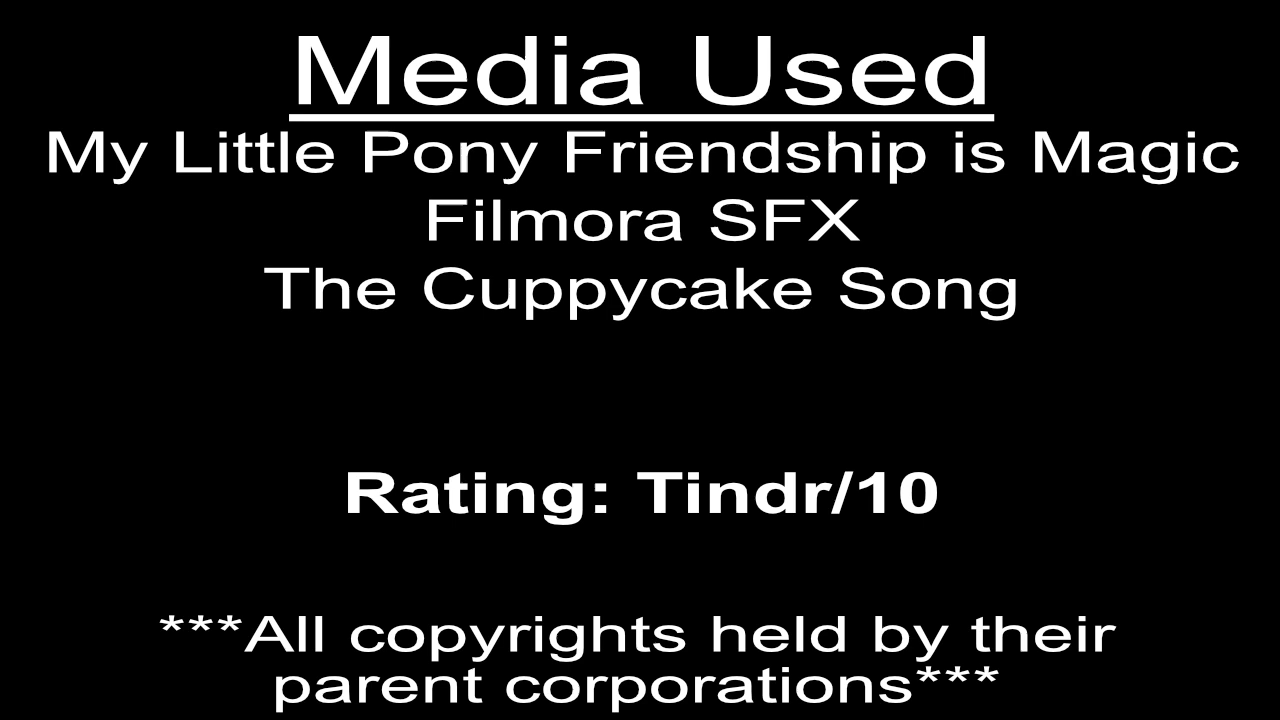 Media Used
My Little Pony Friendship is Magic
Filmora SFX
The Cuppycake Song
Rating: Tindr/10
***All copyrights held by their
parent corporations***